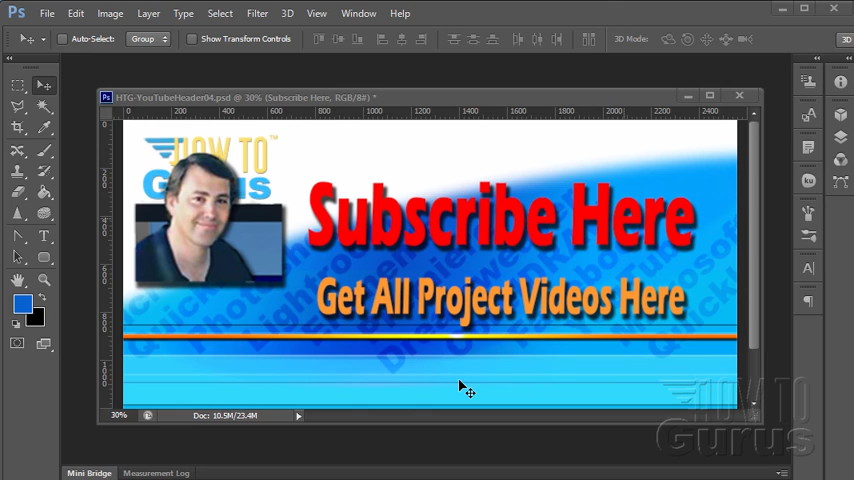 Ps File Edit Image Layer Type Select Filter 3D View Window Help
Auto-Select: Group Show Transform Controls 3D Mode: 3D
HTG-YouTubeHeader04.psd @ 30% (Subscribe Here, RGB/8#) *
0 200 400 600 800 1000 1200 1400 1600 1800 2000 2200 2400
HOW TO™
Gurus
Subscribe Here
Get All Project Videos Here
30% Doc: 10.5M/23.4M
HOW TO
Gurus
Mini Bridge Measurement Log